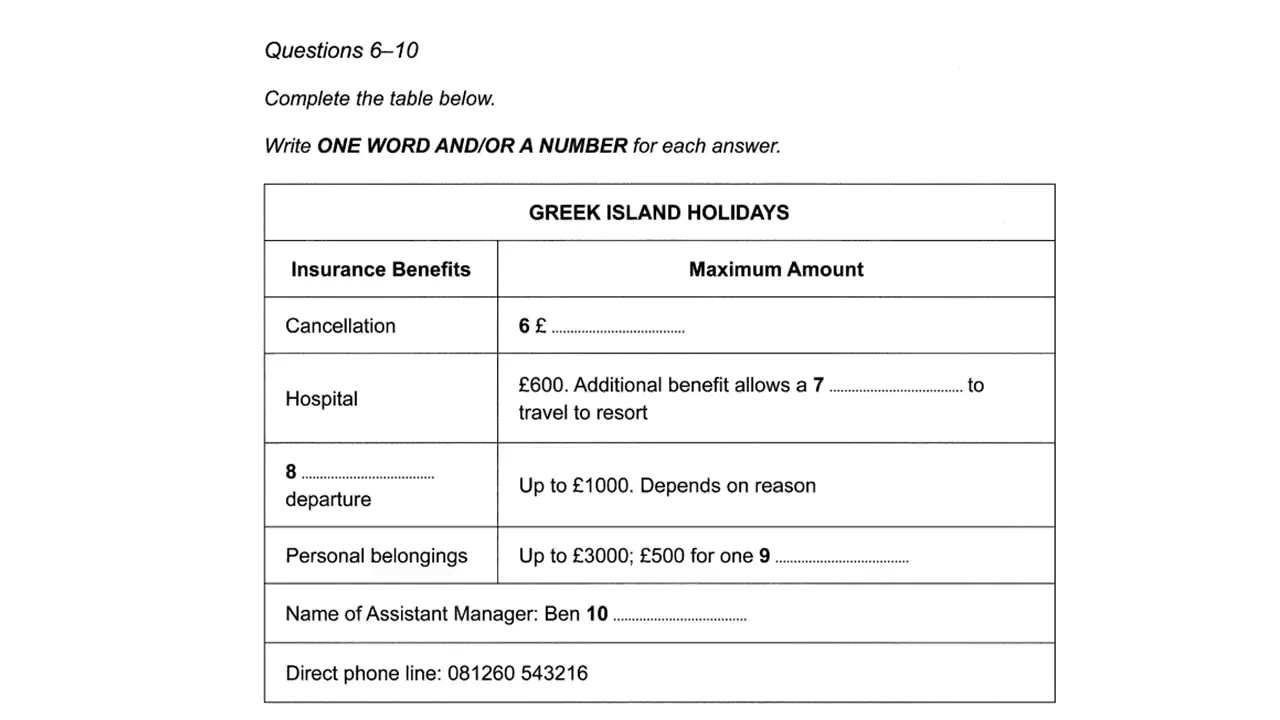 Questions 6–10
Complete the table below.
Write ONE WORD AND/OR A NUMBER for each answer.
GREEK ISLAND HOLIDAYS
Insurance Benefits Maximum Amount
Cancellation 6 £ ....................................
Hospital £600. Additional benefit allows a 7 .................................... to
travel to resort
8 ....................................
departure Up to £1000. Depends on reason
Personal belongings Up to £3000; £500 for one 9 ....................................
Name of Assistant Manager: Ben 10 ....................................
Direct phone line: 081260 543216